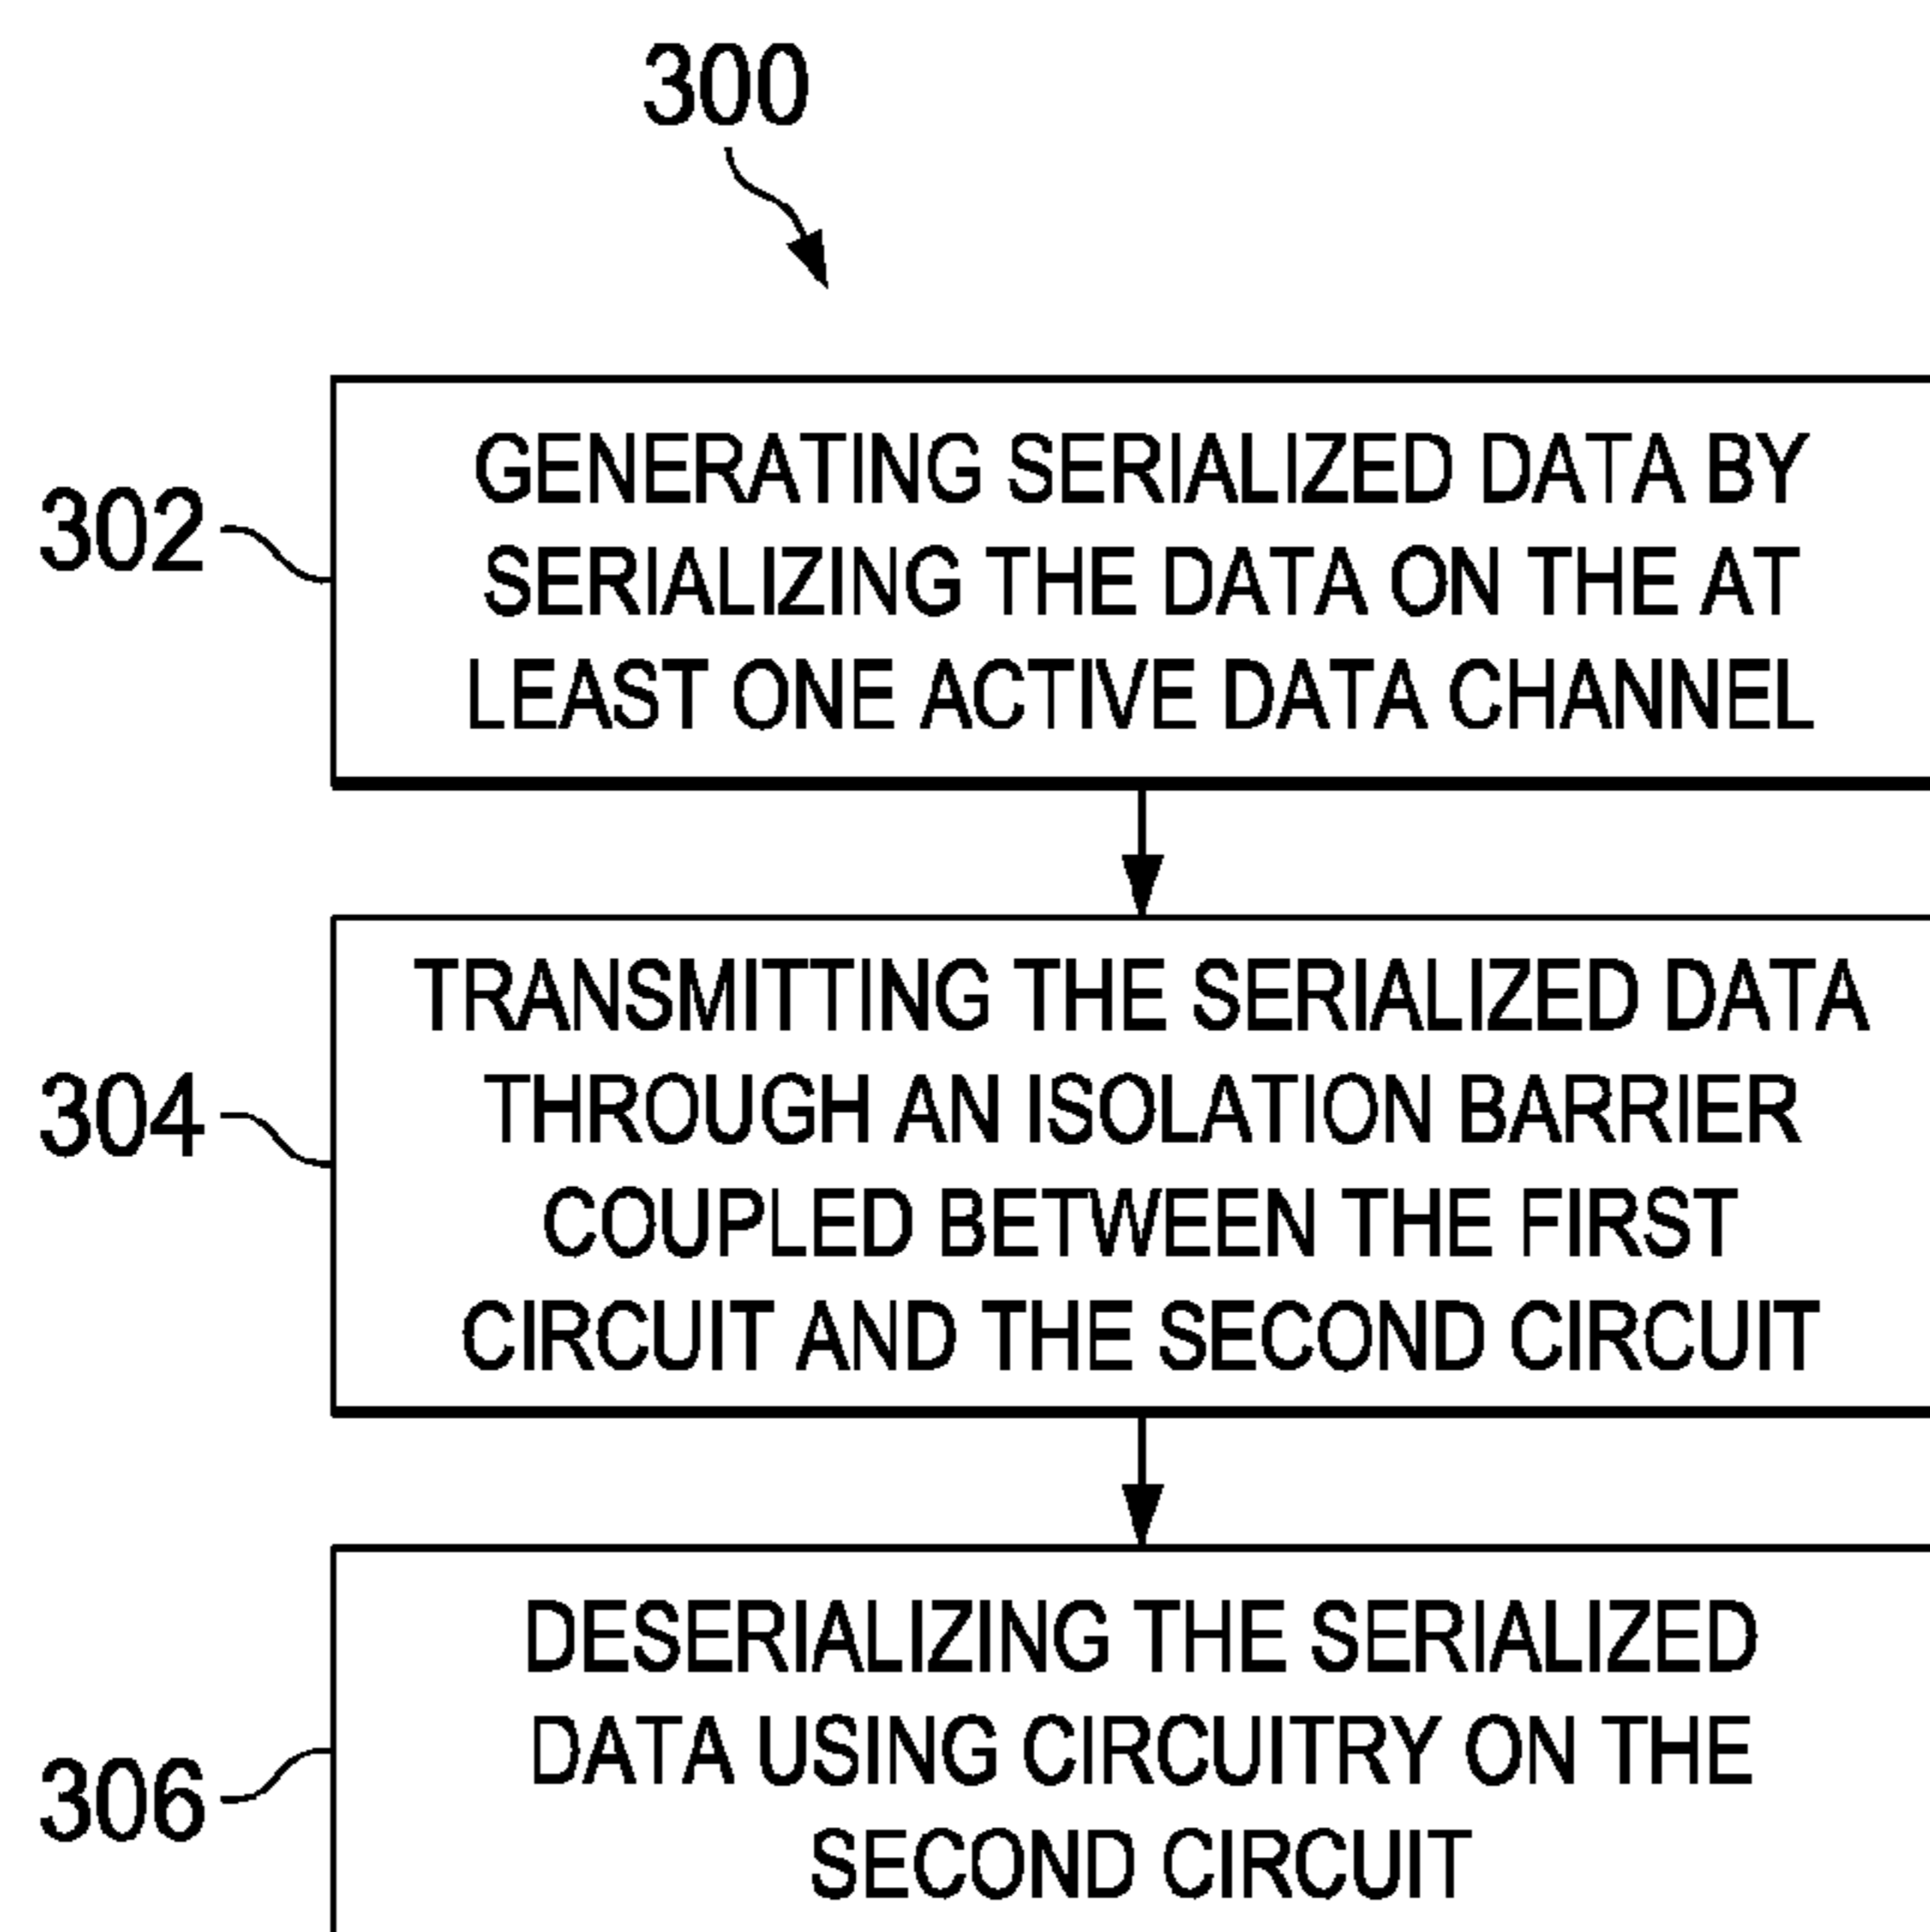 300
302
GENERATING SERIALIZED DATA BY
SERIALIZING THE DATA ON THE AT
LEAST ONE ACTIVE DATA CHANNEL
304
TRANSMITTING THE SERIALIZED DATA
THROUGH AN ISOLATION BARRIER
COUPLED BETWEEN THE FIRST
CIRCUIT AND THE SECOND CIRCUIT
306
DESERIALIZING THE SERIALIZED
DATA USING CIRCUITRY ON THE
SECOND CIRCUIT